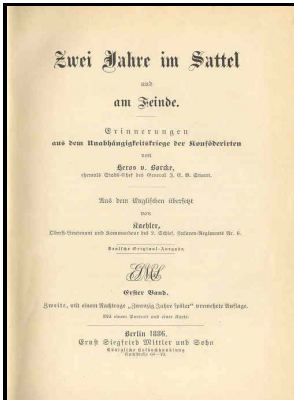 Zwei Jahre im Sattel
und
am Feinde.
Erinnerungen
aus dem Unabhängigkeitskriege der Konföderirten
von
Heros v. Borcke,
ehemals Stabs-Chef des General J. E. B. Stuart.
Aus dem Englischen übersetzt
von
Kaehler,
Oberst-Lieutenant und Kommandeur des 2. Schles. Husaren-Regiments Nr. 6.
Deutsche Original-Ausgabe
Erster Band.
Zweite, mit einem Nachtrage „Zwanzig Jahre später“ vermehrte Auflage.
Mit einem Portrait und einer Karte.
Berlin 1886.
Ernst Siegfried Mittler und Sohn
Königliche Hofbuchhandlung
Kochstraße 68–70.